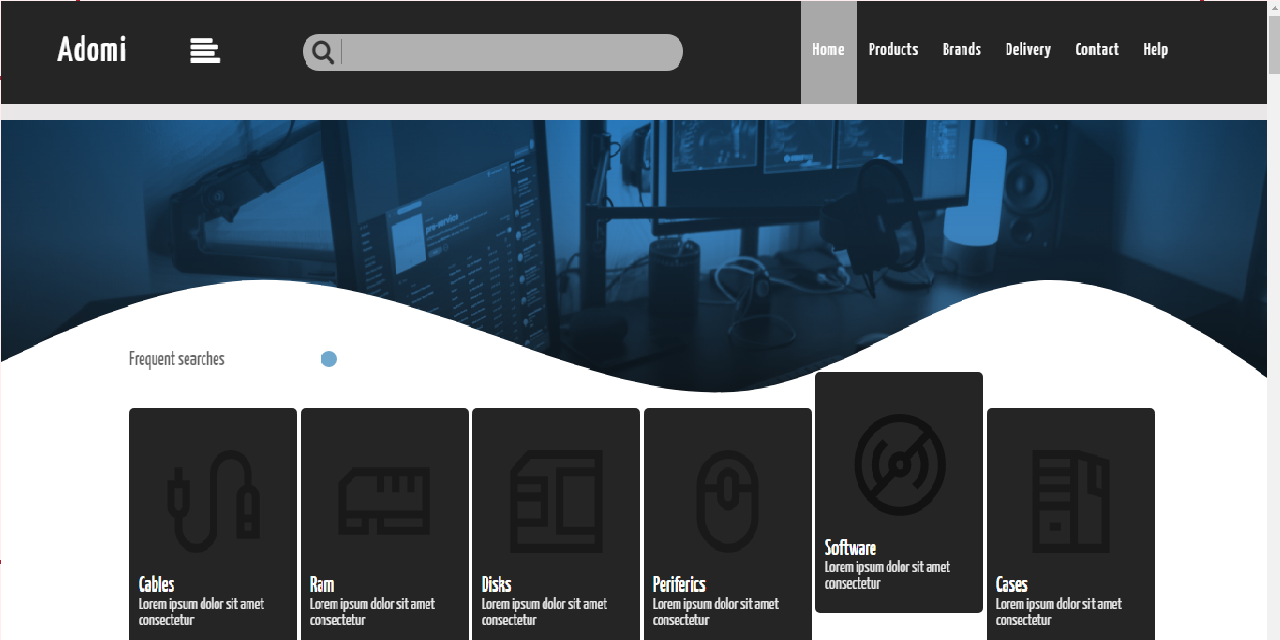 Adomi
Home Products Brands Delivery Contact Help
pro-service
Frequent searches
Cables
Lorem ipsum dolor sit amet
consectetur
Ram
Lorem ipsum dolor sit amet
consectetur
Disks
Lorem ipsum dolor sit amet
consectetur
Periferics
Lorem ipsum dolor sit amet
consectetur
Software
Lorem ipsum dolor sit amet
consectetur
Cases
Lorem ipsum dolor sit amet
consectetur